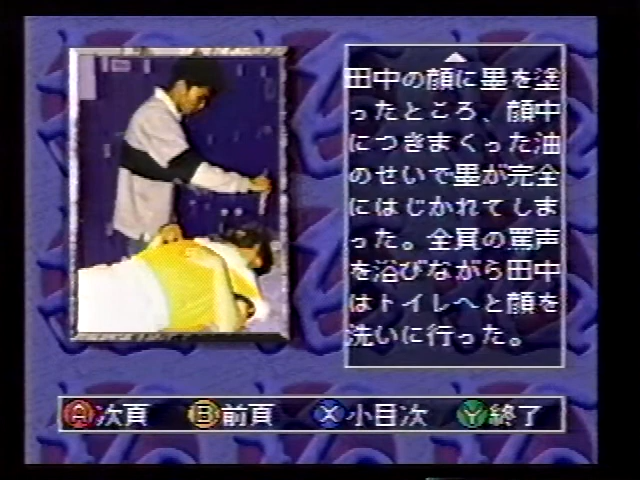 田中の顔に墨を塗
ったところ、顔中
につきまくった油
のせいで墨が完全
にはじかれてしま
った。全員の罵声
を浴びながら田中
はトイレへと顔を
洗いに行った。
A次頁 B前頁 X小目次 Y終了